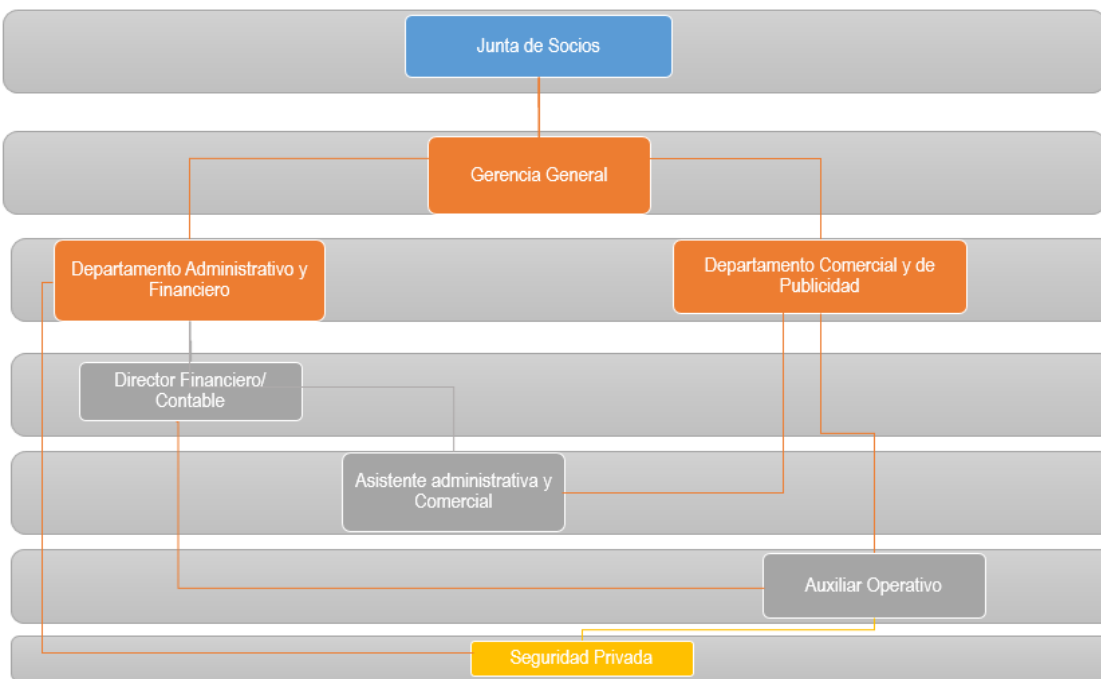 Junta de Socios
Gerencia General
Departamento Administrativo y
Financiero
Departamento Comercial y de
Publicidad
Director Financiero/
Contable
Asistente administrativa y
Comercial
Auxiliar Operativo
Seguridad Privada